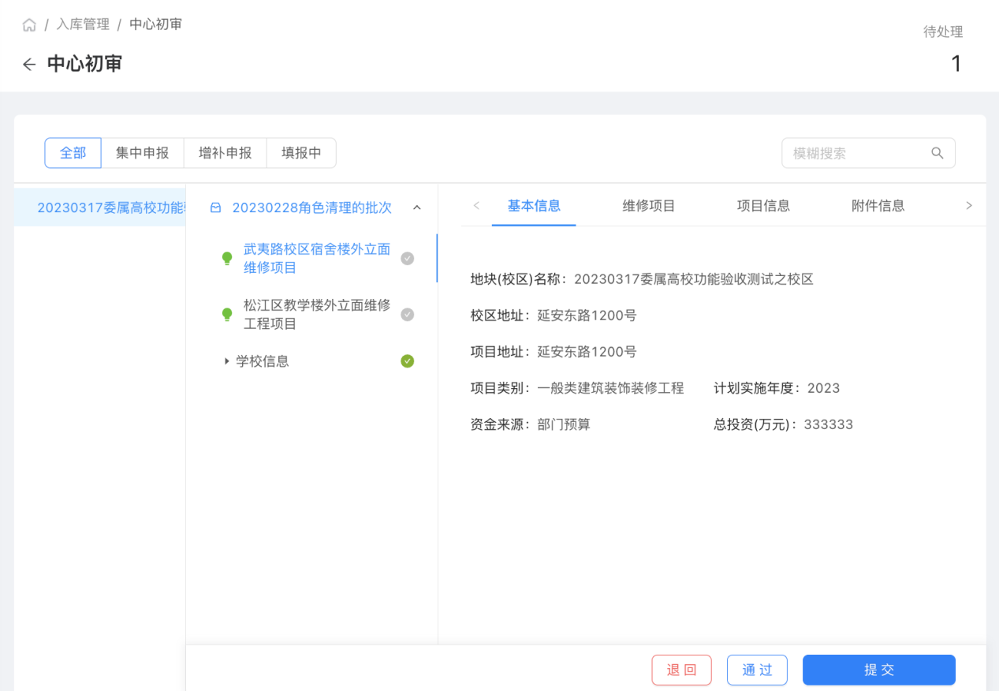 / 入库管理 / 中心初审
待处理
中心初审
1
全部 集中申报 增补申报 填报中 模糊搜索
20230317委属高校功能
20230228角色清理的批次
武夷路校区宿舍楼外立面
维修项目
松江区教学楼外立面维修
工程项目
学校信息
基本信息 维修项目 项目信息 附件信息
地块(校区)名称：20230317委属高校功能验收测试之校区
校区地址：延安东路1200号
项目地址：延安东路1200号
项目类别：一般类建筑装饰装修工程 计划实施年度：2023
资金来源：部门预算 总投资(万元)：333333
退 回 通 过 提 交